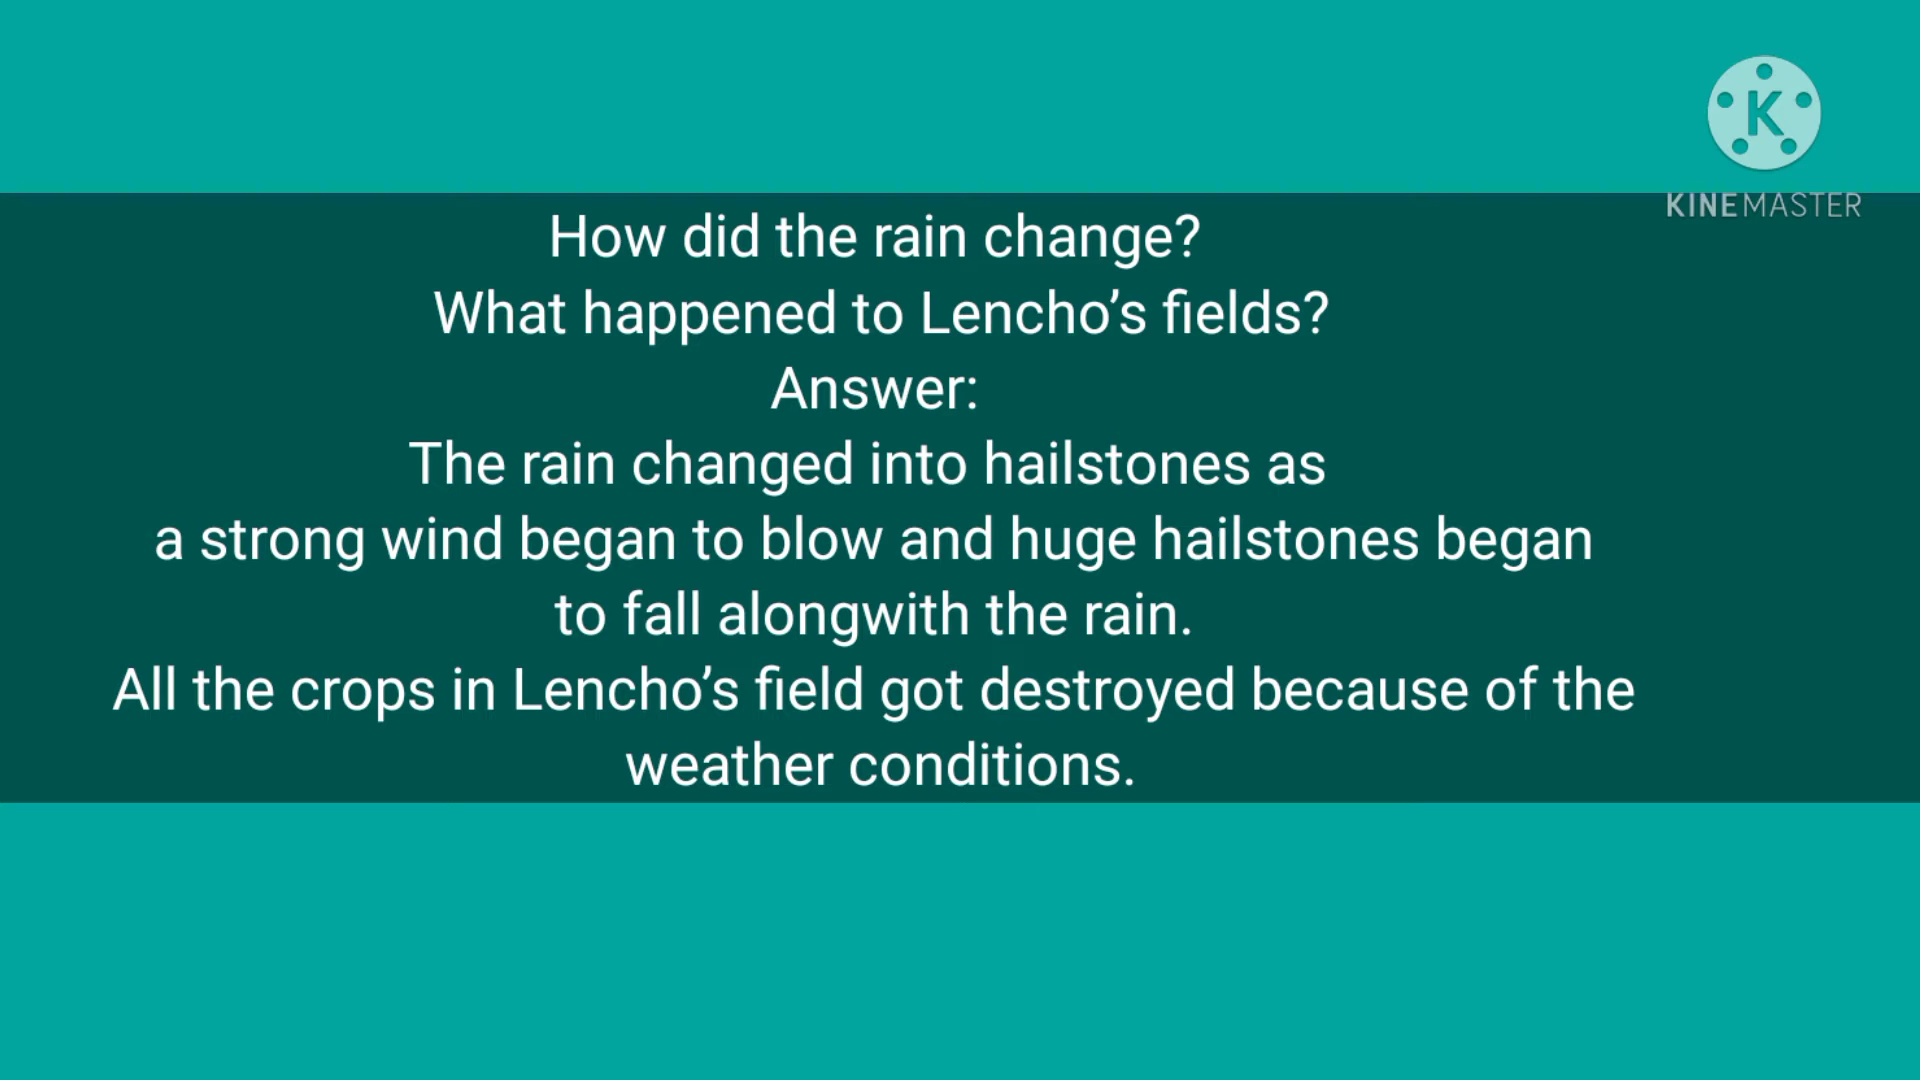 K
KINEMASTER
How did the rain change?
What happened to Lencho’s fields?
Answer:
The rain changed into hailstones as
a strong wind began to blow and huge hailstones began
to fall alongwith the rain.
All the crops in Lencho’s field got destroyed because of the
weather conditions.